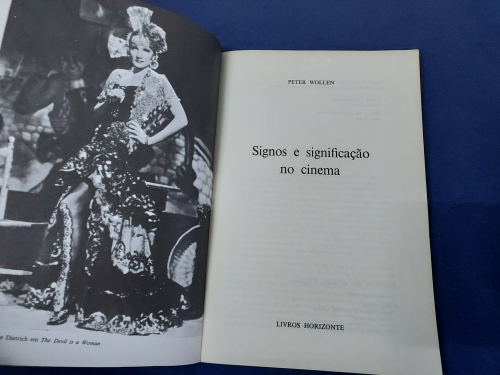 Dietrich em The Devil is a Woman
PETER WOLLEN
Signos e significação
no cinema
LIVROS HORIZONTE